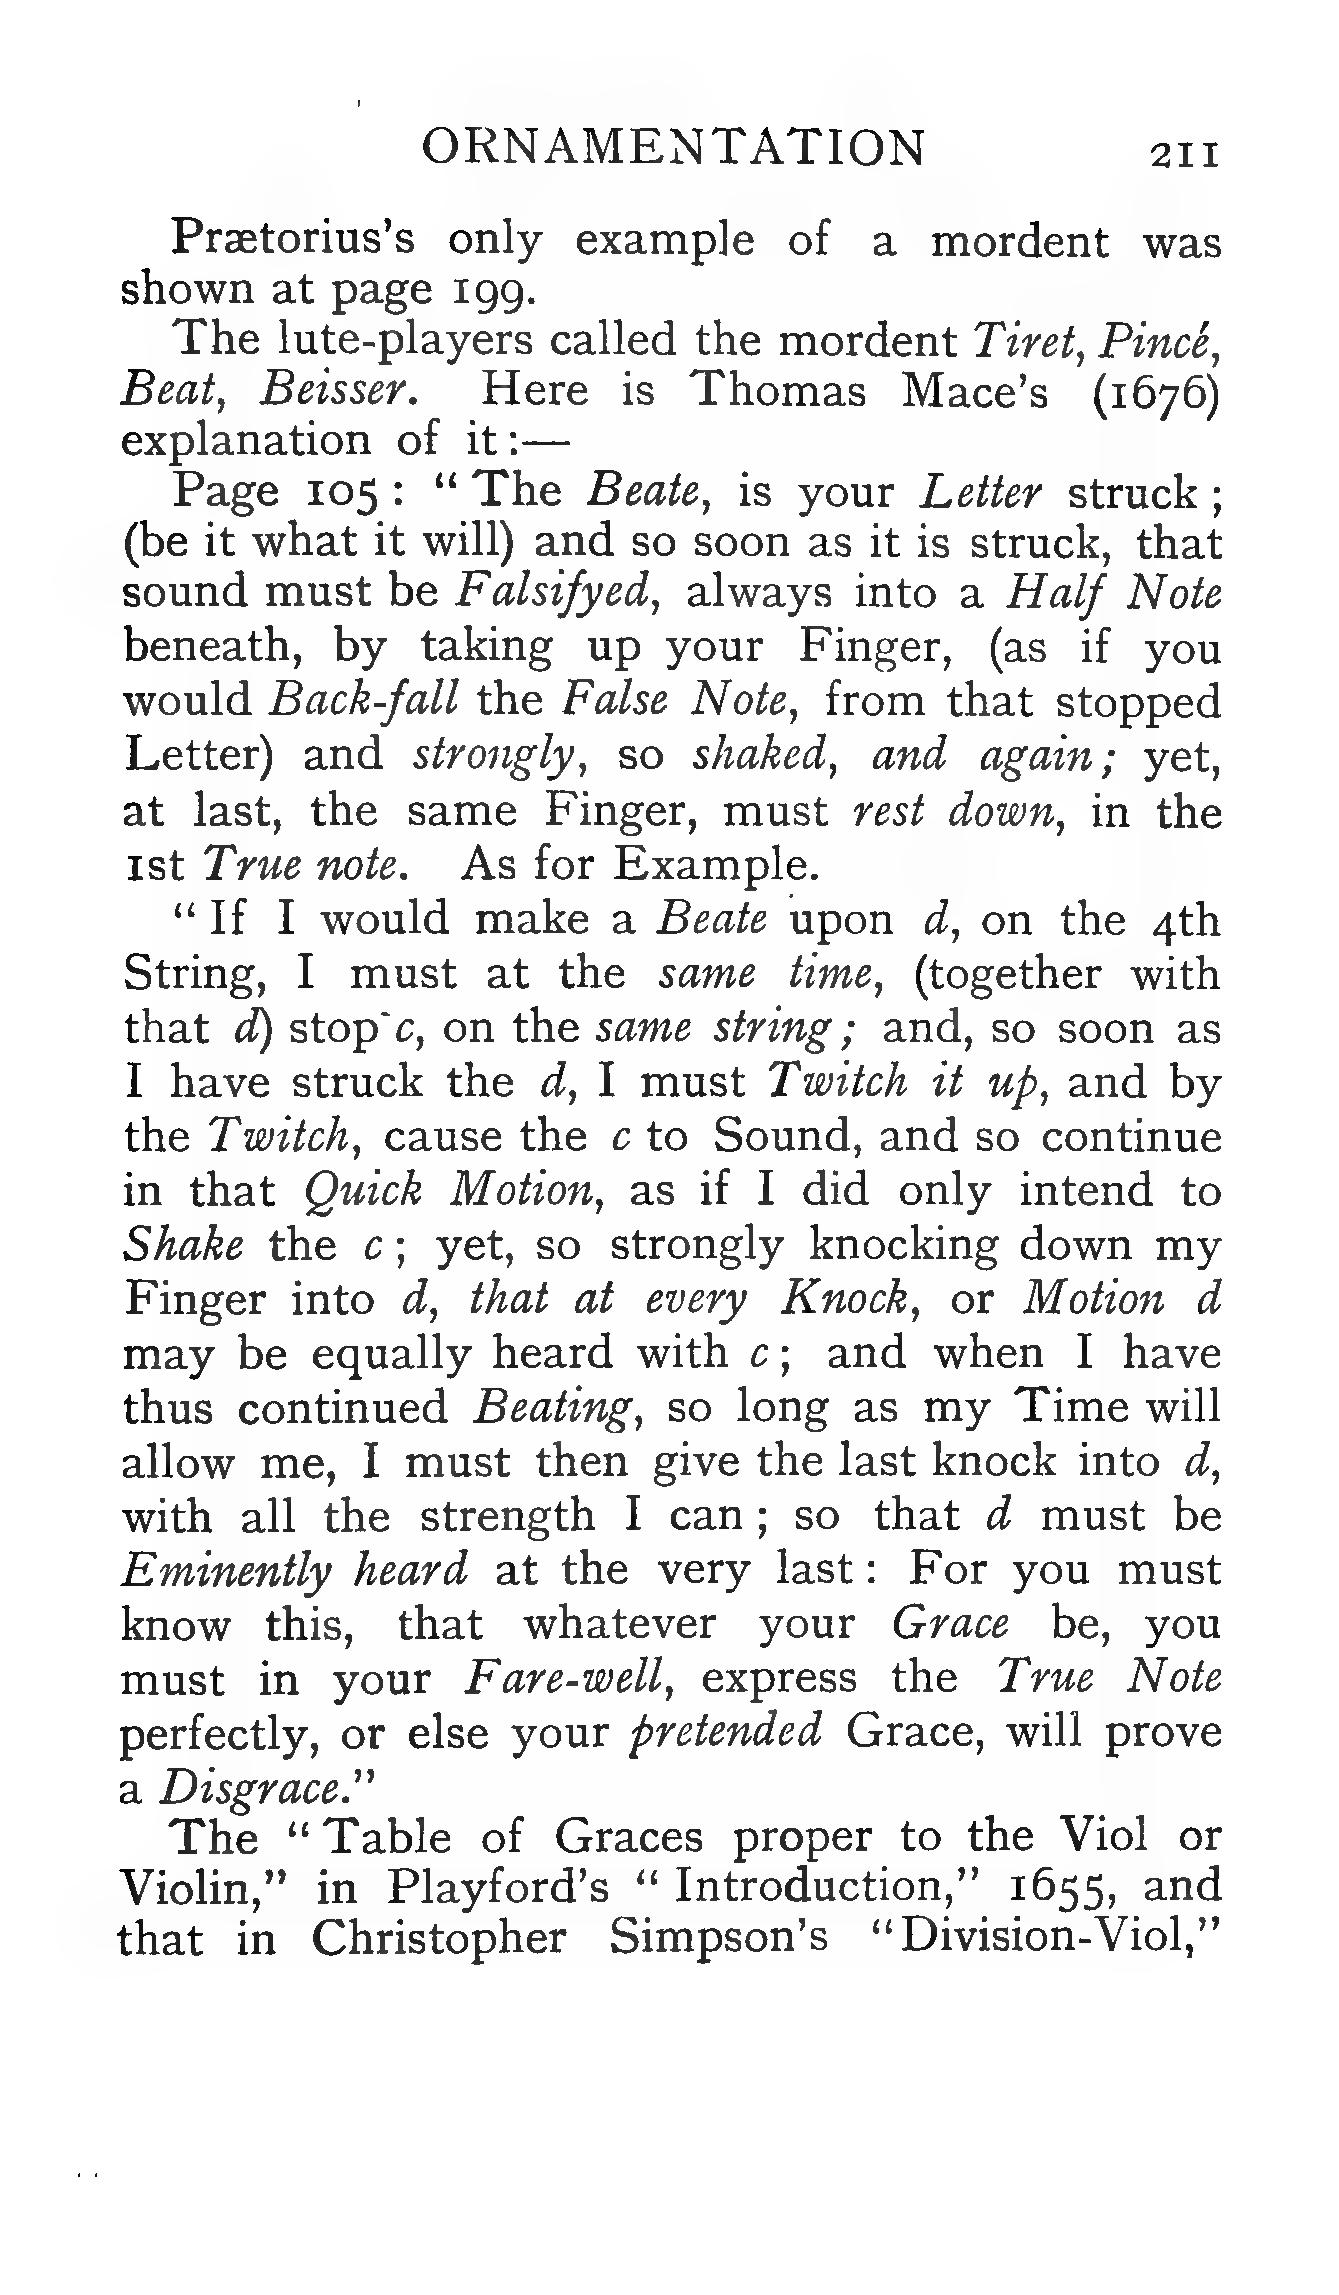 ORNAMENTATION 211
Prætorius's only example of a mordent was
shown at page 199.
The lute-players called the mordent Tiret, Pincé,
Beat, Beisser. Here is Thomas Mace's (1676)
explanation of it :—
Page 105 : “ The Beate, is your Letter struck ;
(be it what it will) and so soon as it is struck, that
sound must be Falsifyed, always into a Half Note
beneath, by taking up your Finger, (as if you
would Back-fall the False Note, from that stopped
Letter) and strongly, so shaked, and again ; yet,
at last, the same Finger, must rest down, in the
1st True note. As for Example.
“ If I would make a Beate upon d, on the 4th
String, I must at the same time, (together with
that d) stop c, on the same string ; and, so soon as
I have struck the d, I must Twitch it up, and by
the Twitch, cause the c to Sound, and so continue
in that Quick Motion, as if I did only intend to
Shake the c ; yet, so strongly knocking down my
Finger into d, that at every Knock, or Motion d
may be equally heard with c ; and when I have
thus continued Beating, so long as my Time will
allow me, I must then give the last knock into d,
with all the strength I can ; so that d must be
Eminently heard at the very last : For you must
know this, that whatever your Grace be, you
must in your Fare-well, express the True Note
perfectly, or else your pretended Grace, will prove
a Disgrace.”
The “ Table of Graces proper to the Viol or
Violin,” in Playford's “ Introduction,” 1655, and
that in Christopher Simpson's “Division-Viol,”